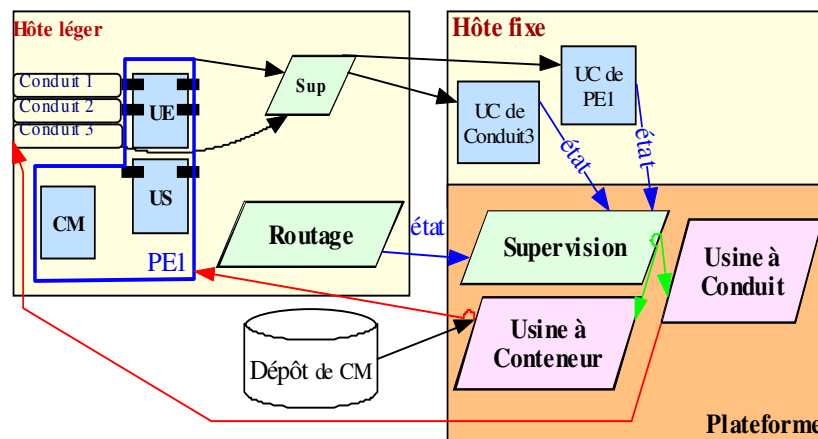 Hôte léger
Conduit 1
Conduit 2
Conduit 3
UE
US
CM
PE1
Sup
Routage
état
Dépôt de CM
Hôte fixe
UC de
PE1
UC de
Conduit3
état
état
Supervision
Usine à
Conduit
Usine à
Conteneur
Plateforme